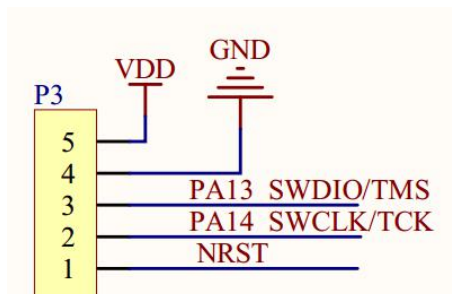 GND
VDD
P3
5
4
3 PA13 SWDIO/TMS
2 PA14 SWCLK/TCK
1 NRST